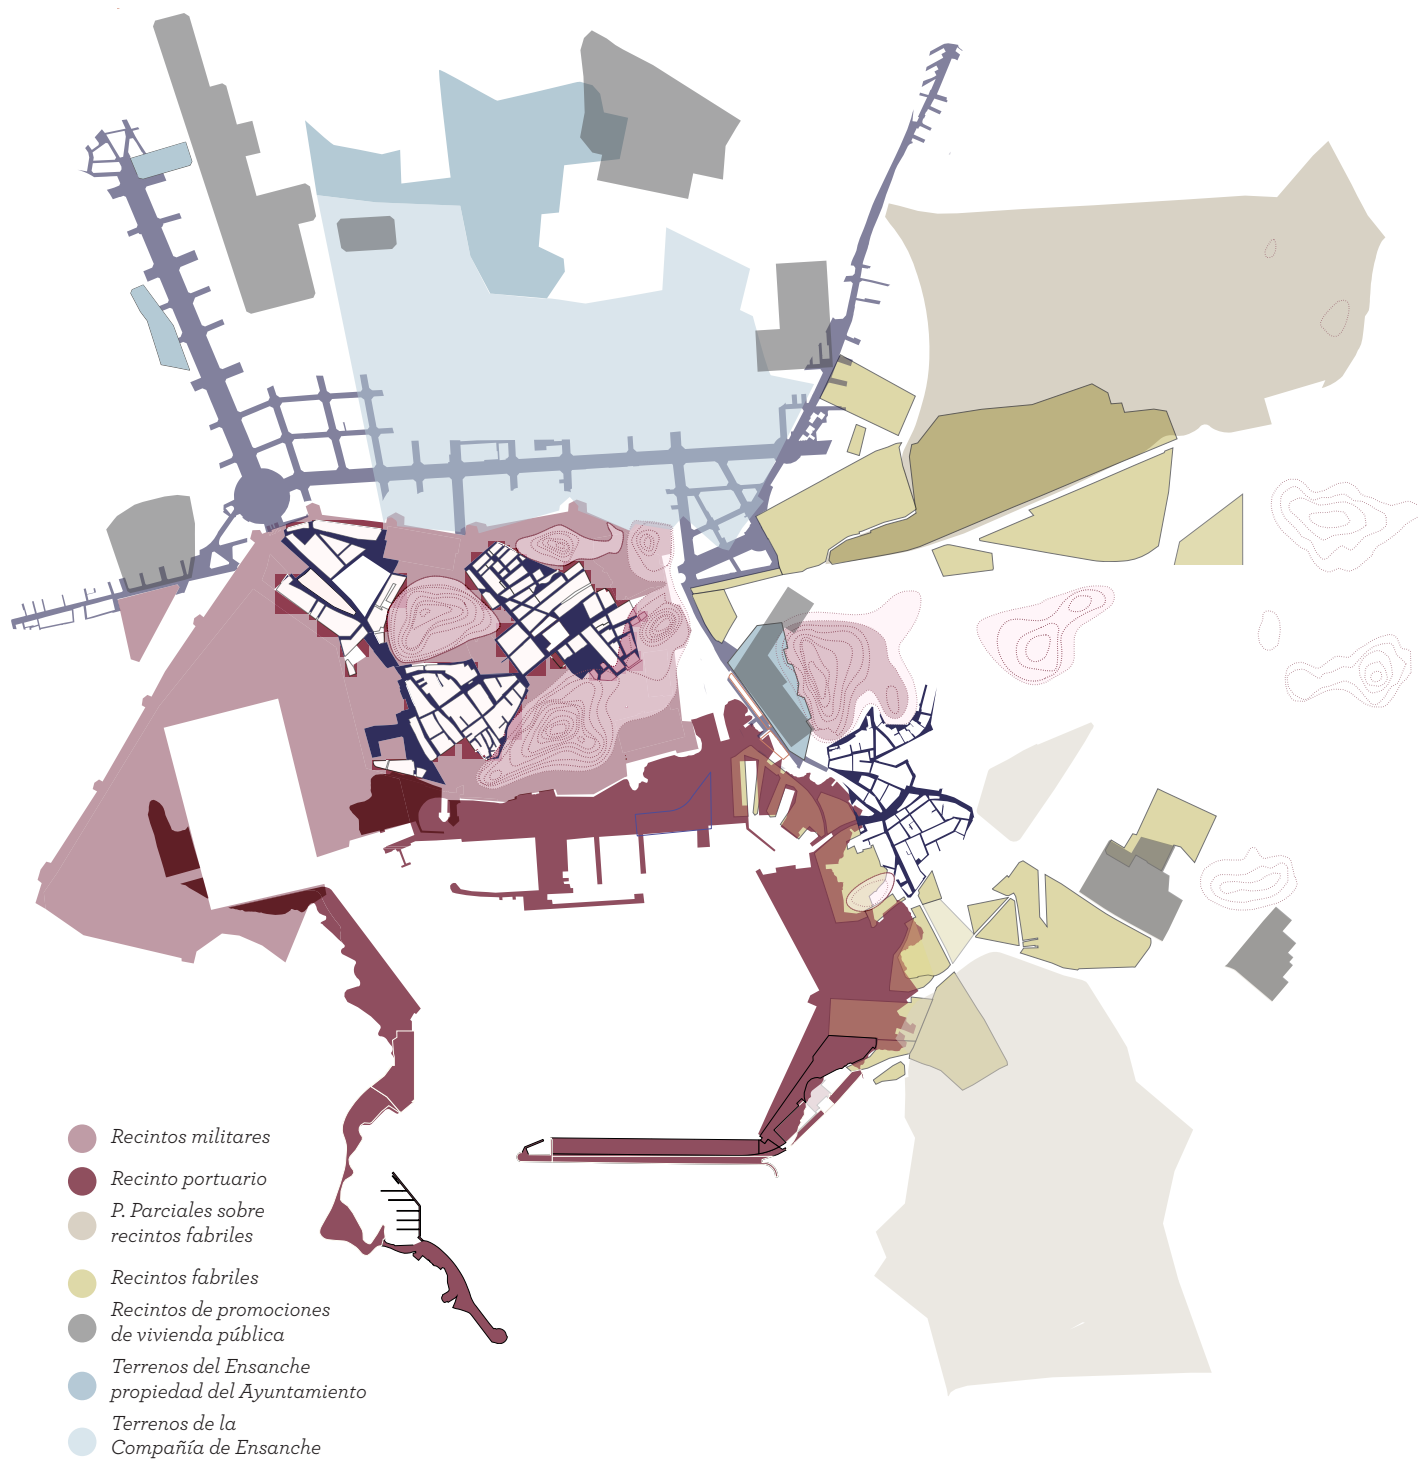 Recintos militares
Recinto portuario
P. Parciales sobre
recintos fabriles
Recintos fabriles
Recintos de promociones
de vivienda pública
Terrenos del Ensanche
propiedad del Ayuntamiento
Terrenos de la
Compañía de Ensanche